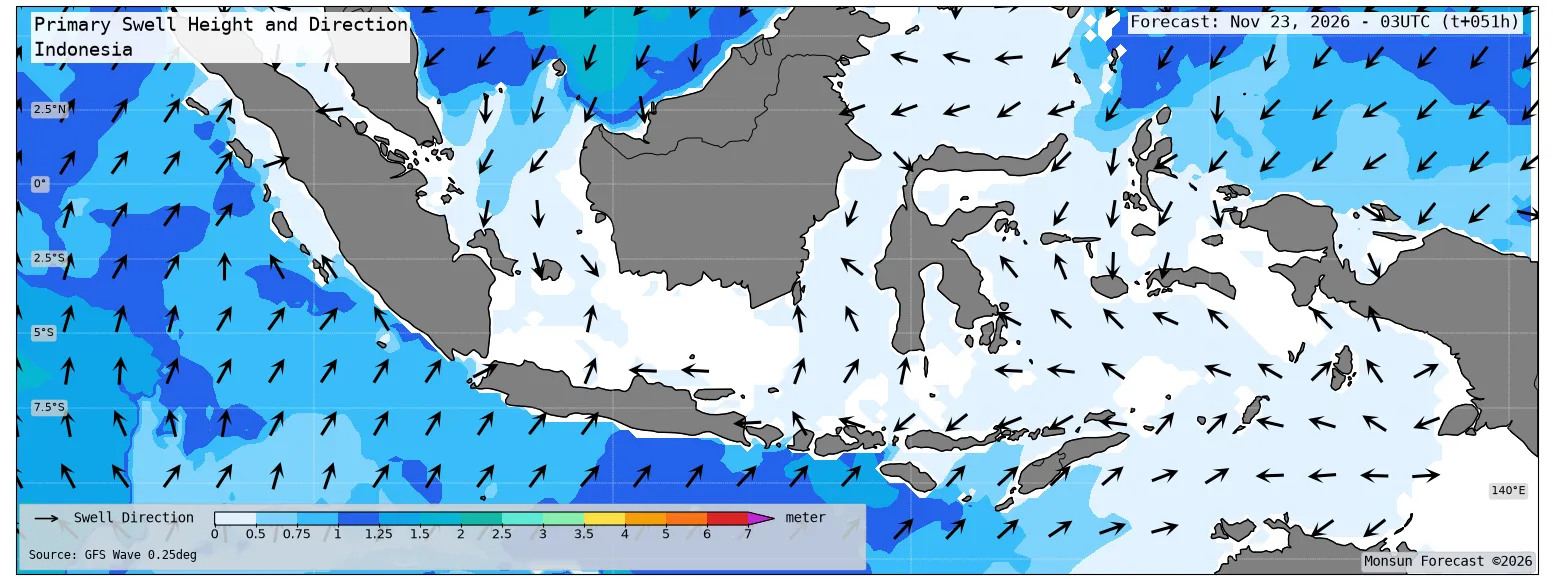 Primary Swell Height and Direction
Indonesia
Forecast: Nov 23, 2026 - 03UTC (t+051h)
2.5°N
0°
2.5°S
5°S
7.5°S
140°E
Swell Direction
meter
0 0.5 0.75 1 1.25 1.5 2 2.5 3 3.5 4 5 6 7
Source: GFS Wave 0.25deg
Monsun Forecast ©2026